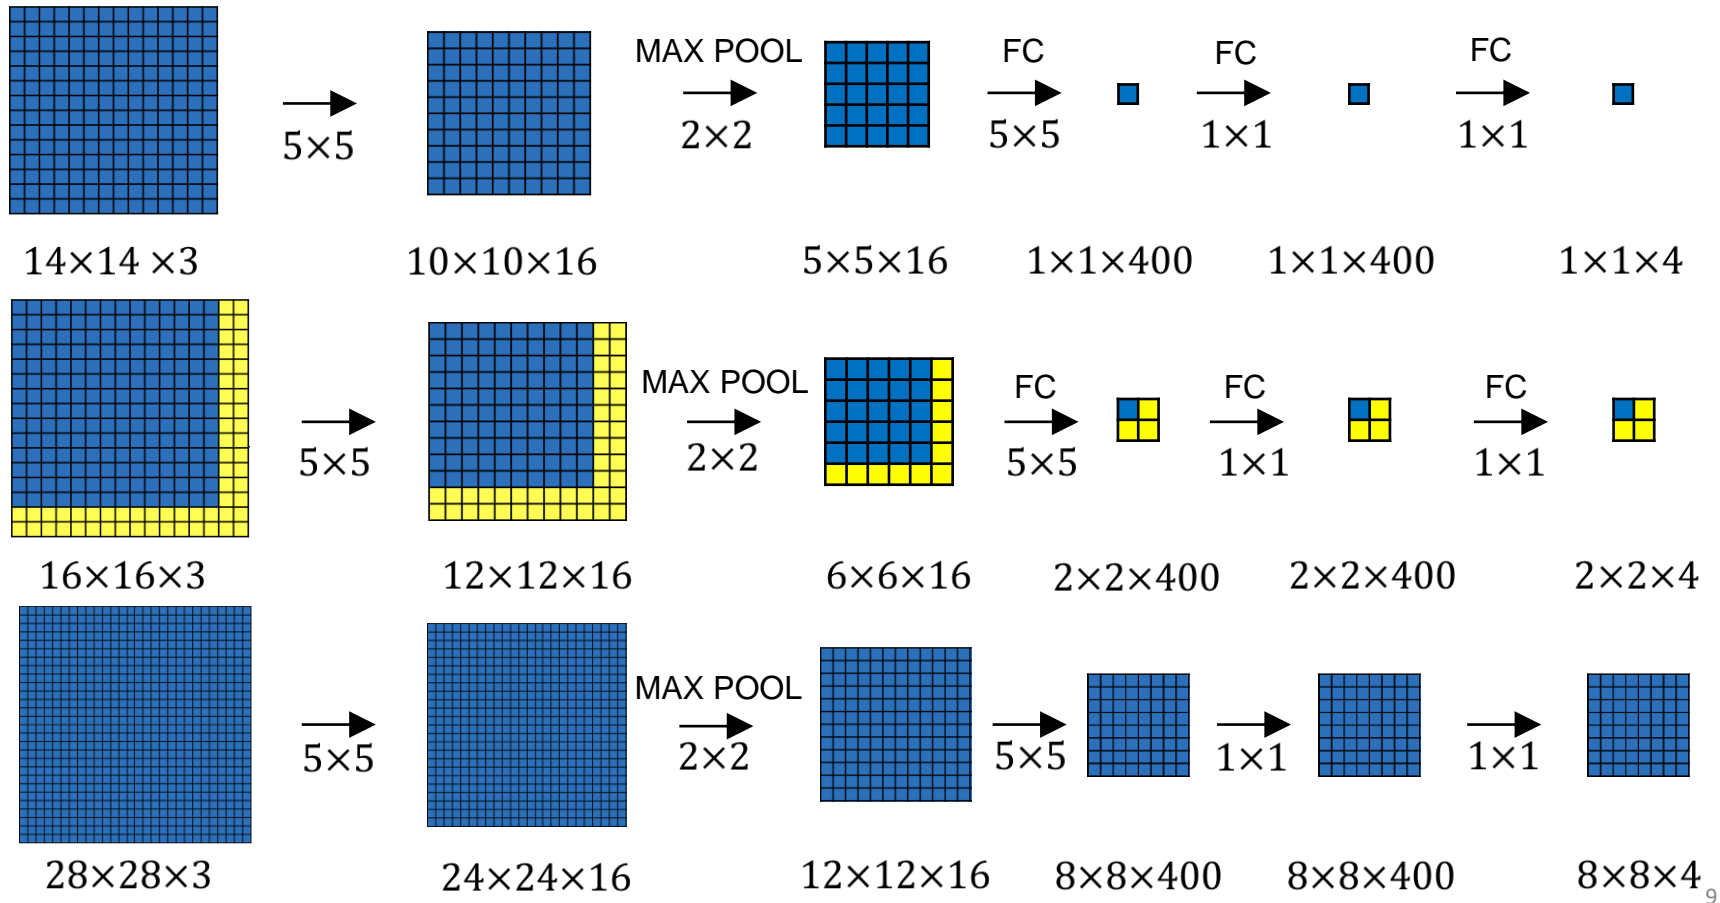 MAX POOL FC FC FC
5×5 2×2 5×5 1×1 1×1
14×14 ×3 10×10×16 5×5×16 1×1×400 1×1×400 1×1×4
MAX POOL FC FC FC
5×5 2×2 5×5 1×1 1×1
16×16×3 12×12×16 6×6×16 2×2×400 2×2×400 2×2×4
MAX POOL
5×5 2×2 5×5 1×1 1×1
28×28×3 24×24×16 12×12×16 8×8×400 8×8×400 8×8×4
9